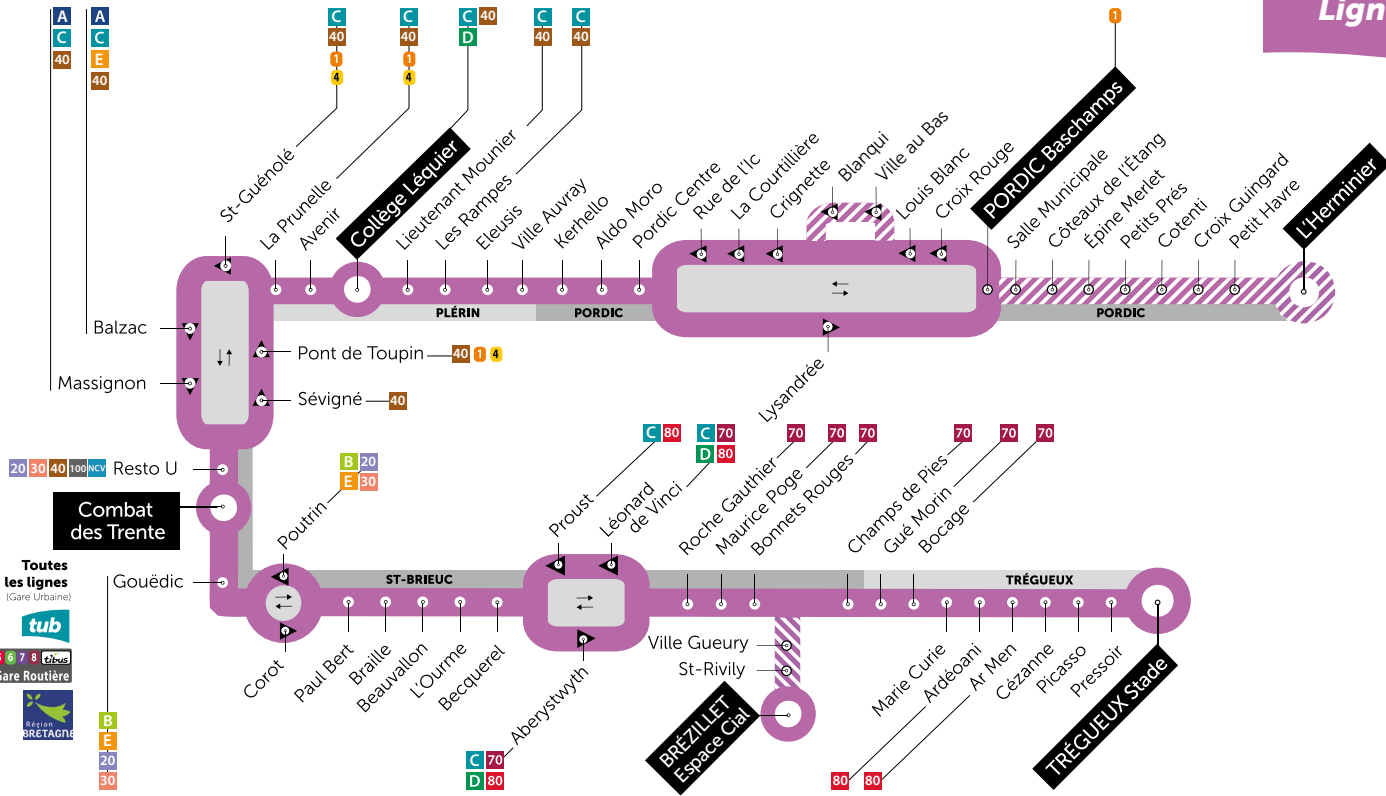 A
C
40
A
C
E
40
C
40
1
4
C
40
1
4
C 40
D
C
40
C
40
1
Lign
St-Guénolé
La Prunelle
Avenir
Collège Léquier
Lieutenant Mounier
Les Rampes
Eleusis
Ville Auvray
Kerhello
Aldo Moro
Pordic Centre
Rue de l'Ic
La Courtillière
Crignette
Blanqui
Ville au Bas
Louis Blanc
Croix Rouge
PORDIC Baschamps
Salle Municipale
Côteaux de l'Étang
Épine Merlet
Petits Prés
Cotenti
Croix Guingard
Petit Havre
L'Herminier
PLÉRIN
PORDIC
PORDIC
Balzac
Pont de Toupin 40 1 4
Massignon
Sévigné 40
Lysandrée
20 30 40 100 NCV Resto U
Combat
des Trente
Gouëdic
B 20
E 30
Poutrin
C 80
Proust
C 70
D 80
Léonard
de Vinci
70
Roche Gauthier
70
Maurice Poge
70
Bonnets Rouges
70
Champs de Pies
70
Gué Morin
70
Bocage
ST-BRIEUC
TRÉGUEUX
Toutes
les lignes
(Gare Urbaine)
tub
6 7 8 tibus
Gare Routière
Région
BRETAGNE
B
E
20
30
Corot
Paul Bert
Braille
Beauvallon
L'Ourme
Becquerel
Aberystwyth
C 70
D 80
Ville Gueury
St-Rivily
BRÉZILLET
Espace Cial
Marie Curie
Ardéoani
80
Ar Men
80
Cézanne
Picasso
Pressoir
TRÉGUEUX Stade